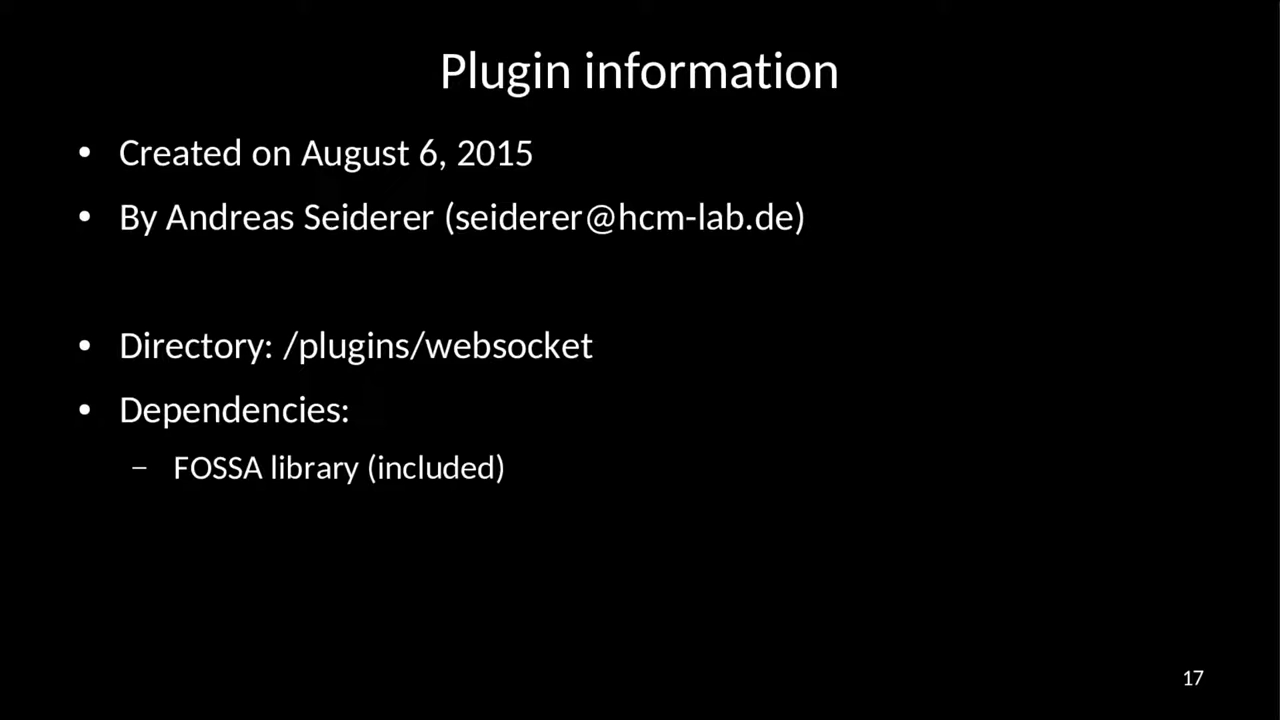 Plugin information
• Created on August 6, 2015
• By Andreas Seiderer (seiderer@hcm-lab.de)
• Directory: /plugins/websocket
• Dependencies:
– FOSSA library (included)
17